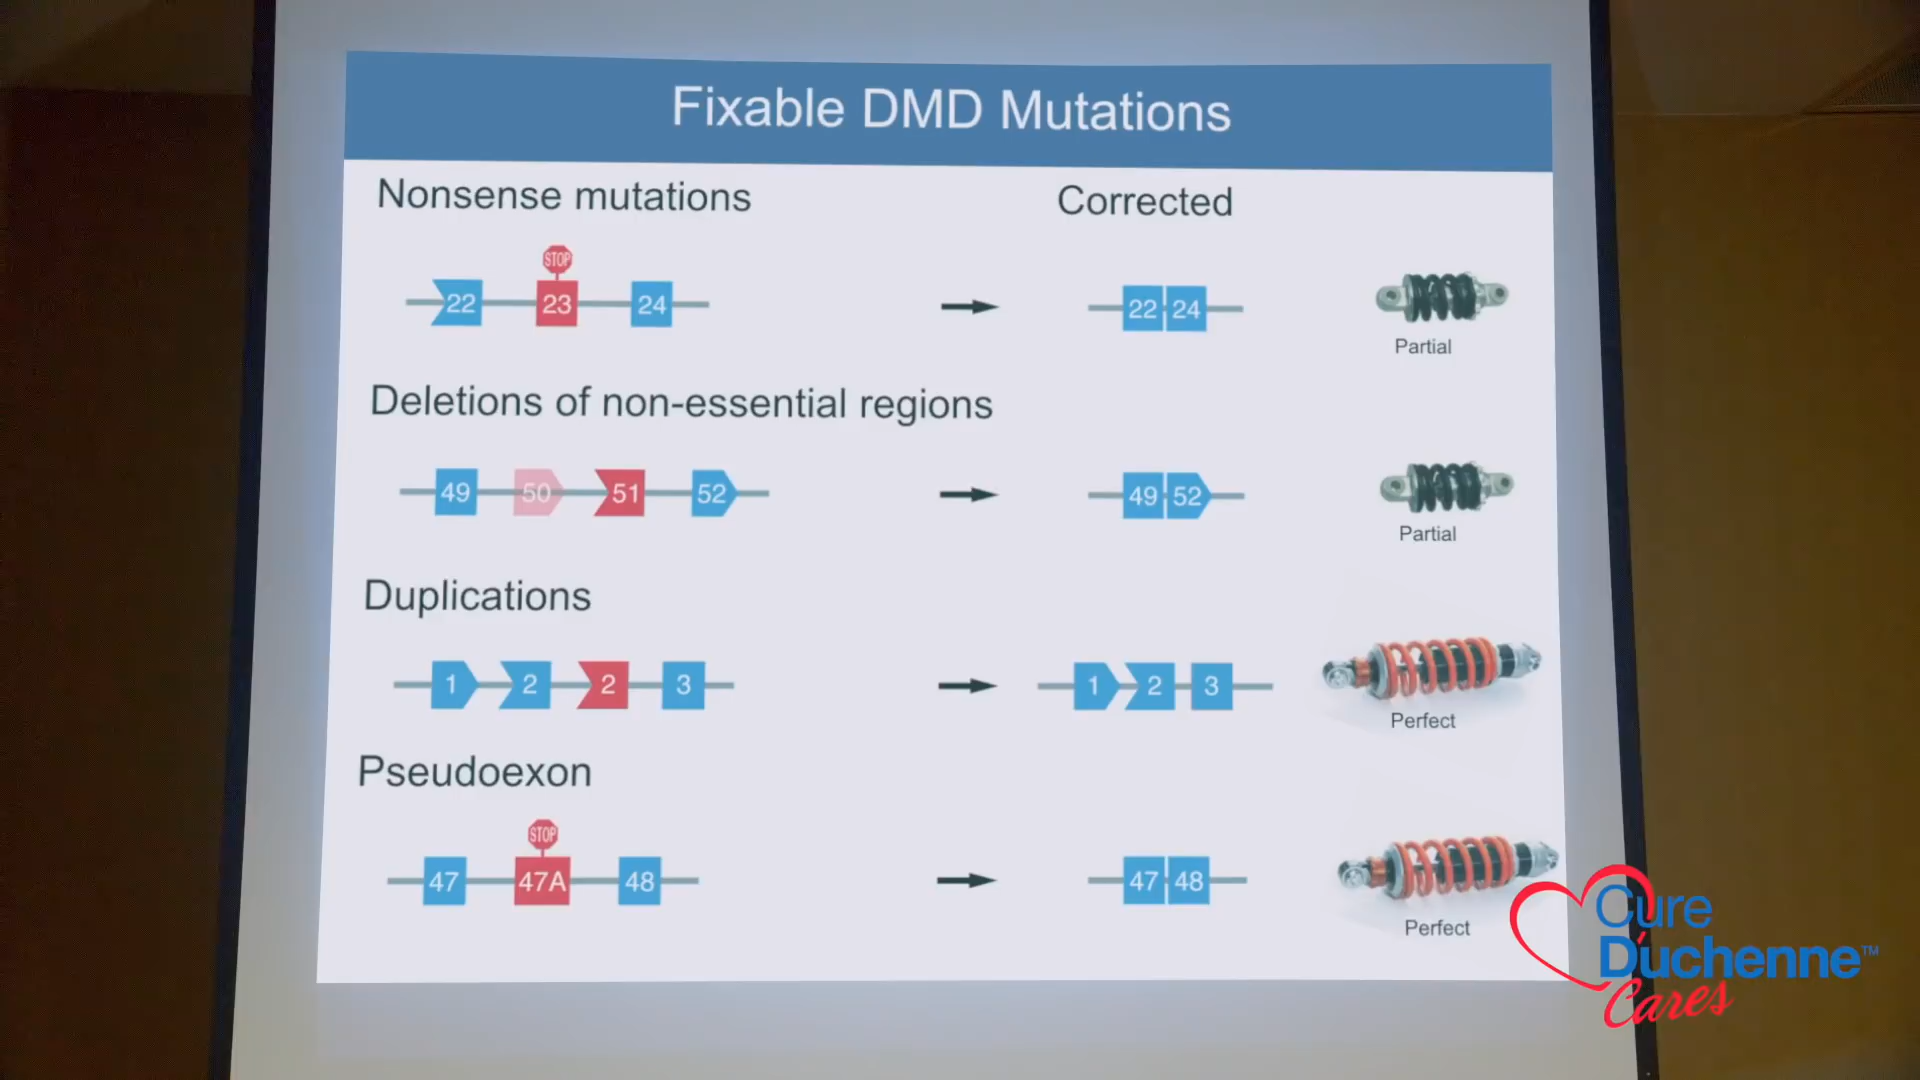 Fixable DMD Mutations
Nonsense mutations
Corrected
STOP
22 23 24
22 24
Partial
Deletions of non-essential regions
49 50 51 52
49 52
Partial
Duplications
1 2 2 3
1 2 3
Perfect
Pseudoexon
STOP
47 47A 48
47 48
Perfect
Cure
Duchenne™
Cares